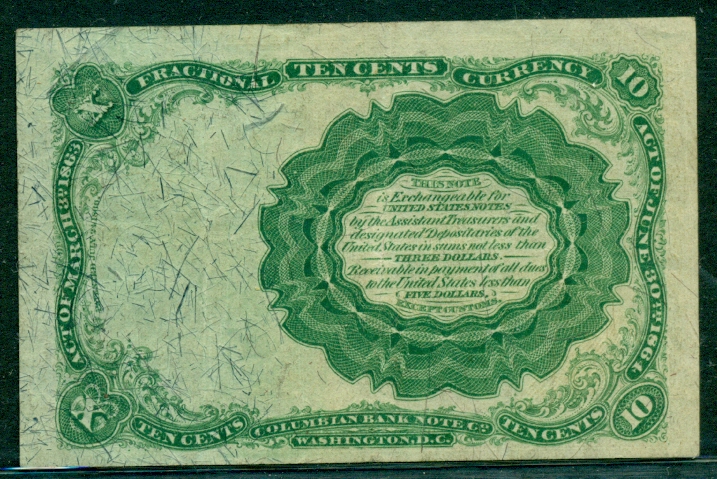 FRACTIONAL TEN CENTS CURRENCY
X
10
ACT OF MARCH 3RD 1863
ACT OF JUNE 30TH 1864
THIS NOTE
is Exchangeable for
UNITED STATES NOTES
by the Assistant Treasurers and
designated Depositaries of the
United States in sums not less than
THREE DOLLARS.
Receivable in payment of all dues
to the United States less than
FIVE DOLLARS,
EXCEPT CUSTOMS.
X
10
TEN CENTS
COLUMBIAN BANK NOTE CO.
TEN CENTS
WASHINGTON, D.C.